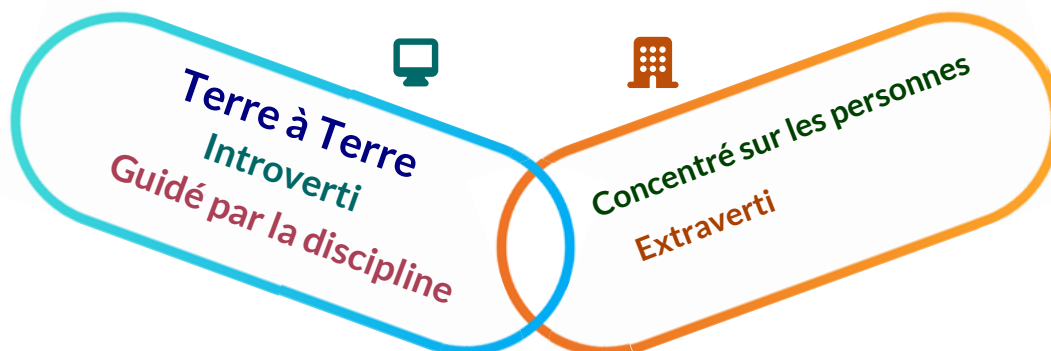 Terre à Terre
Introverti
Guidé par la discipline
Concentré sur les personnes
Extraverti